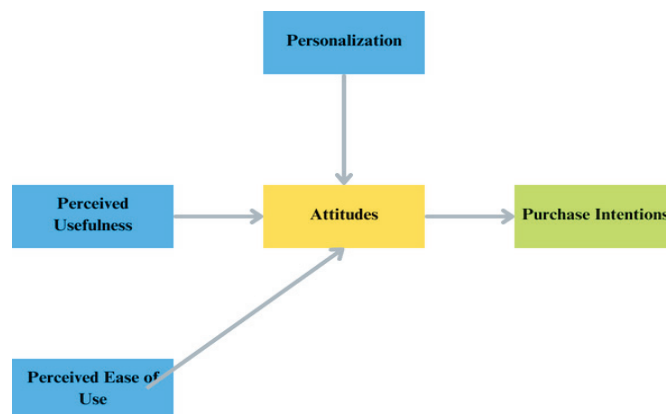 Personalization
Perceived
Usefulness
Attitudes
Purchase Intentions
Perceived Ease of
Use